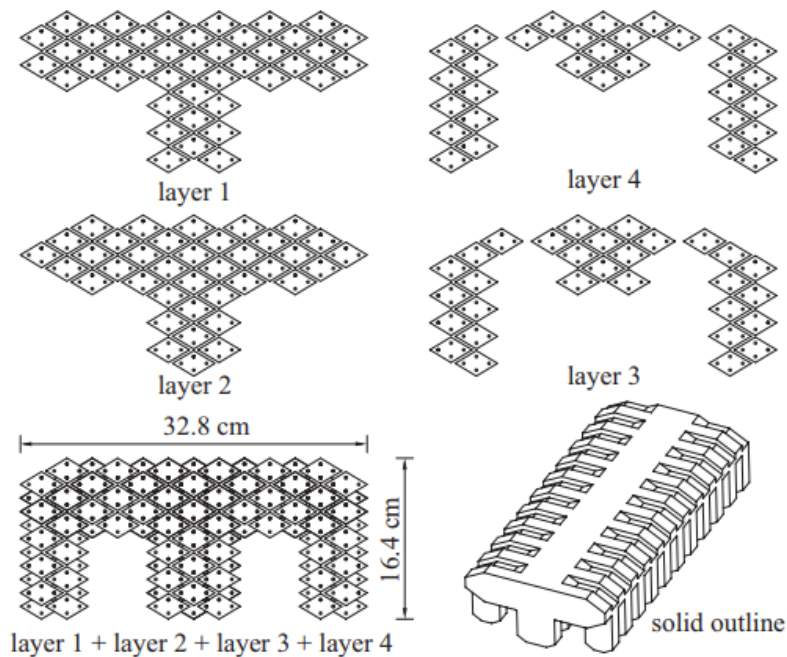 layer 1
layer 4
layer 2
layer 3
32.8 cm
16.4 cm
solid outline
layer 1 + layer 2 + layer 3 + layer 4